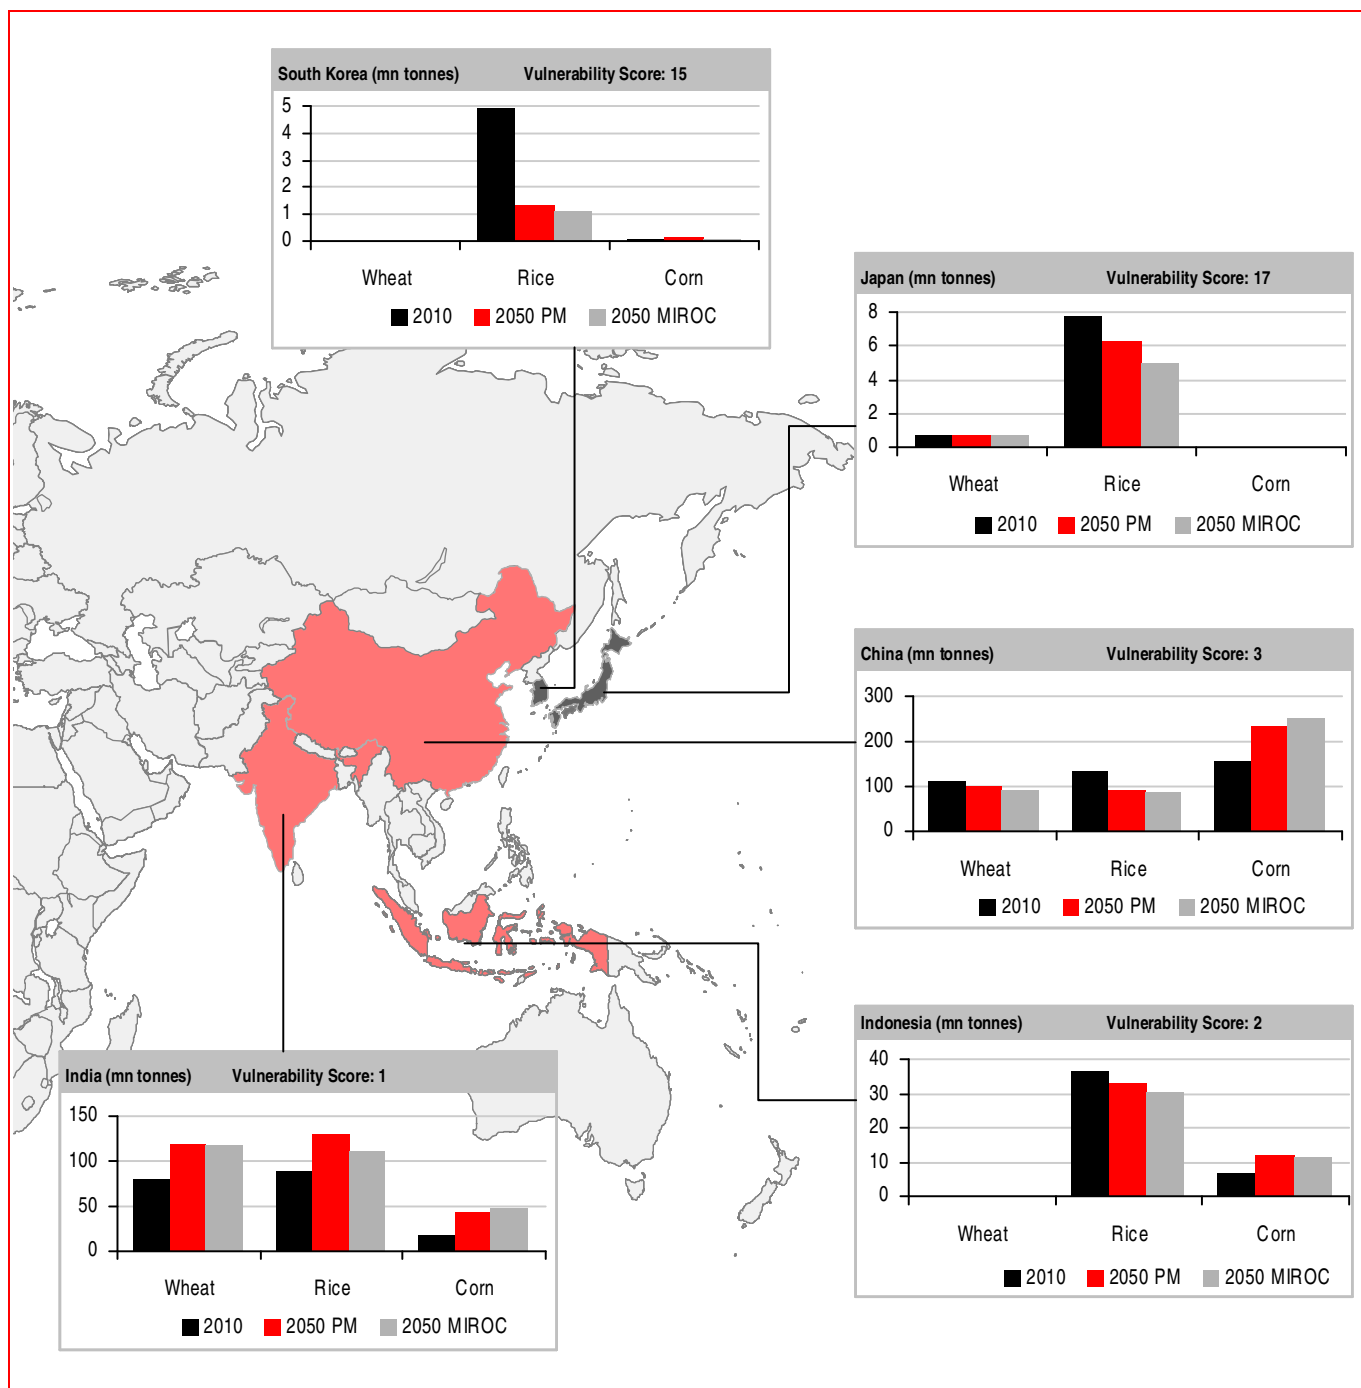 South Korea (mn tonnes) Vulnerability Score: 15
5
4
3
2
1
0
Wheat Rice Corn
2010 2050 PM 2050 MIROC
Japan (mn tonnes) Vulnerability Score: 17
8
6
4
2
0
Wheat Rice Corn
2010 2050 PM 2050 MIROC
China (mn tonnes) Vulnerability Score: 3
300
200
100
0
Wheat Rice Corn
2010 2050 PM 2050 MIROC
Indonesia (mn tonnes) Vulnerability Score: 2
40
30
20
10
0
Wheat Rice Corn
2010 2050 PM 2050 MIROC
India (mn tonnes) Vulnerability Score: 1
150
100
50
0
Wheat Rice Corn
2010 2050 PM 2050 MIROC